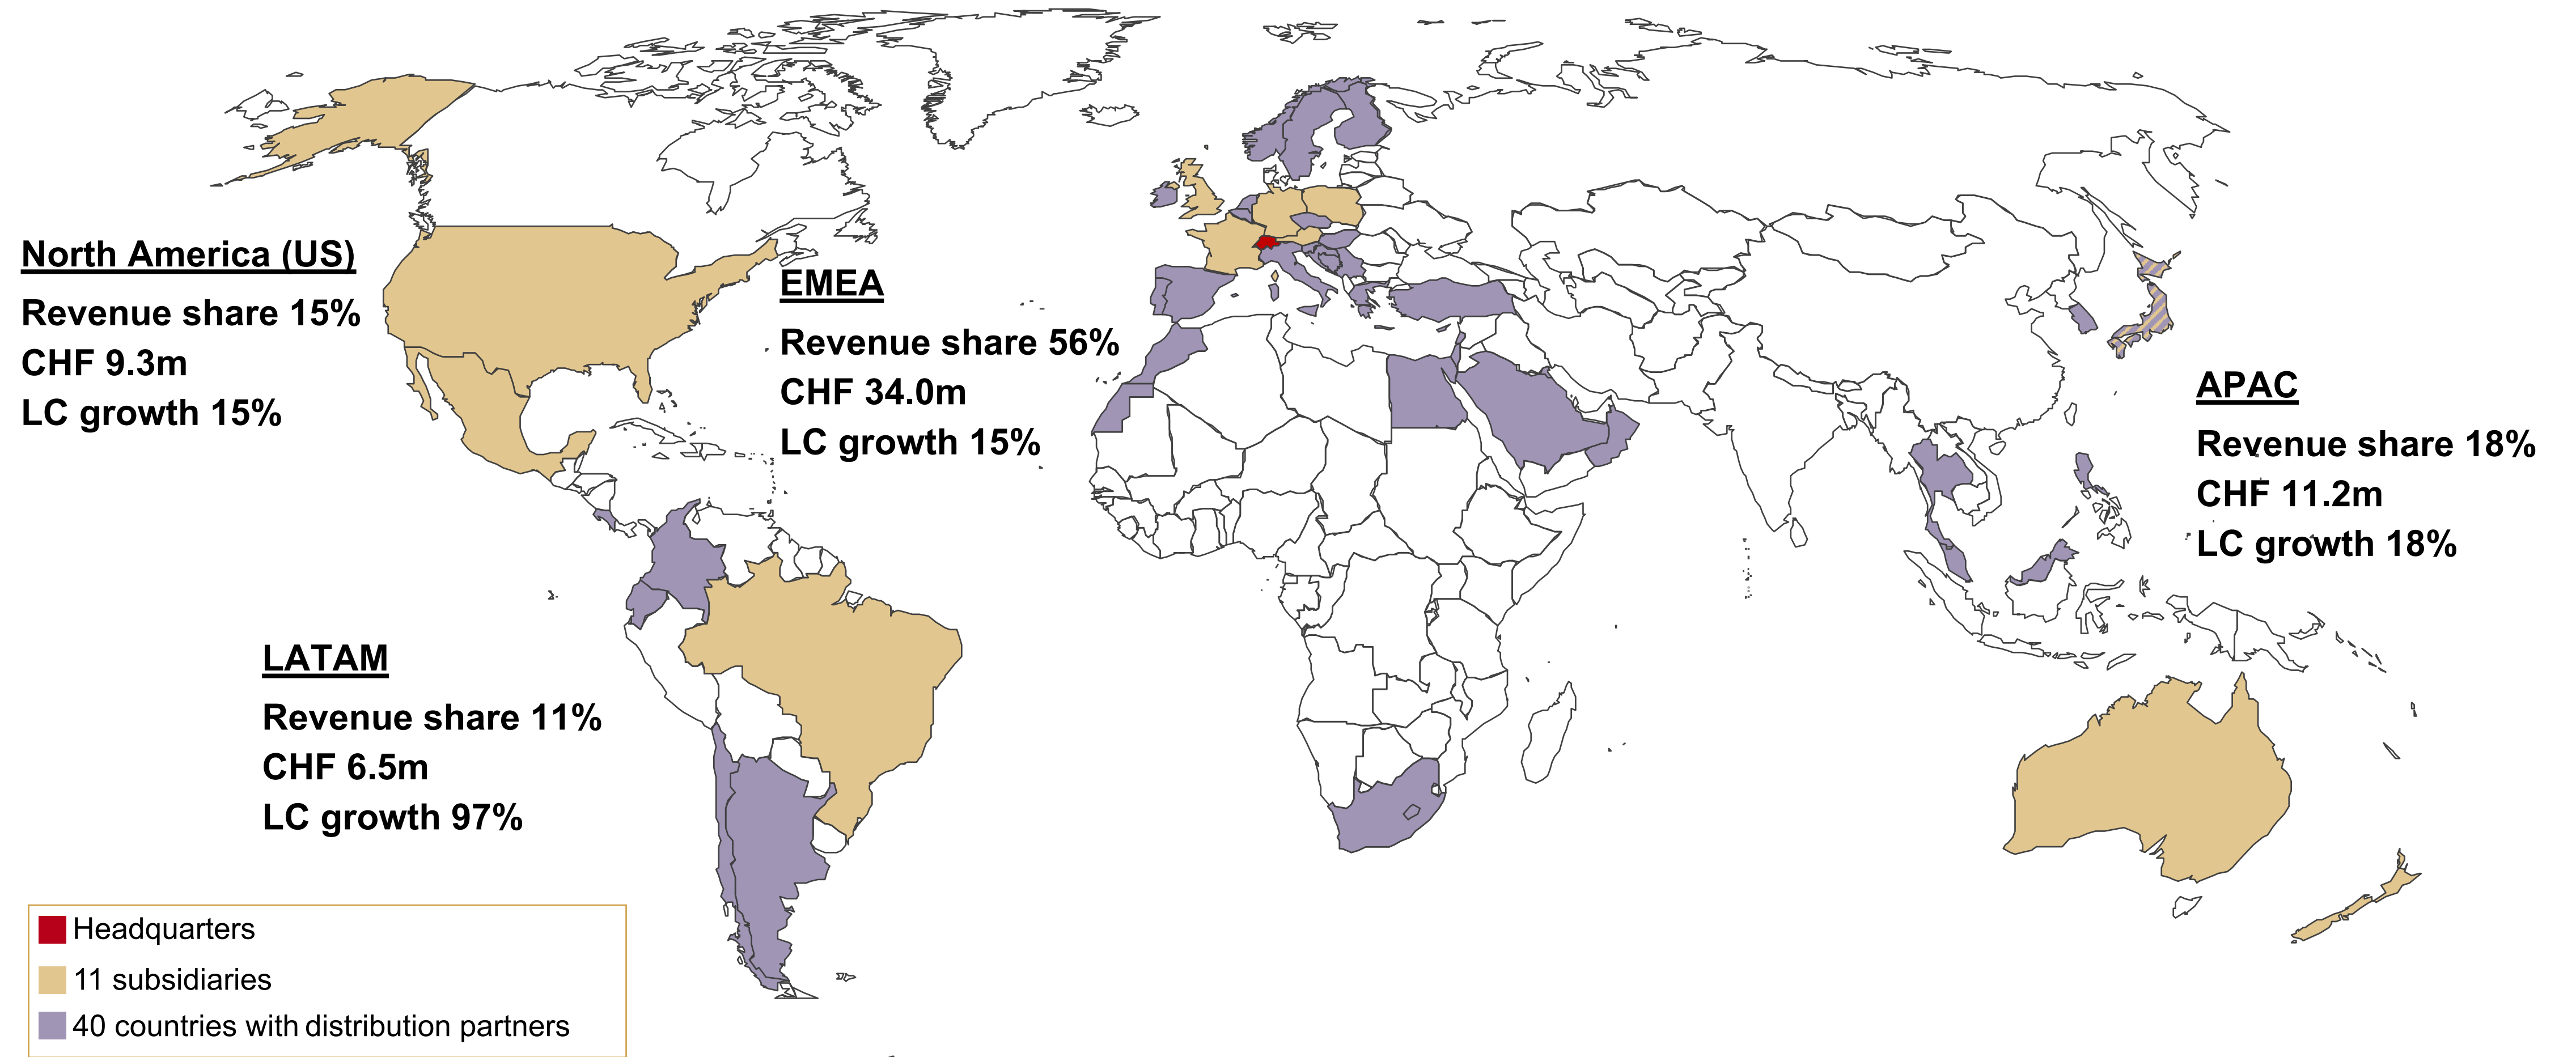 North America (US)
Revenue share 15%
CHF 9.3m
LC growth 15%
EMEA
Revenue share 56%
CHF 34.0m
LC growth 15%
APAC
Revenue share 18%
CHF 11.2m
LC growth 18%
LATAM
Revenue share 11%
CHF 6.5m
LC growth 97%
Headquarters
11 subsidiaries
40 countries with distribution partners